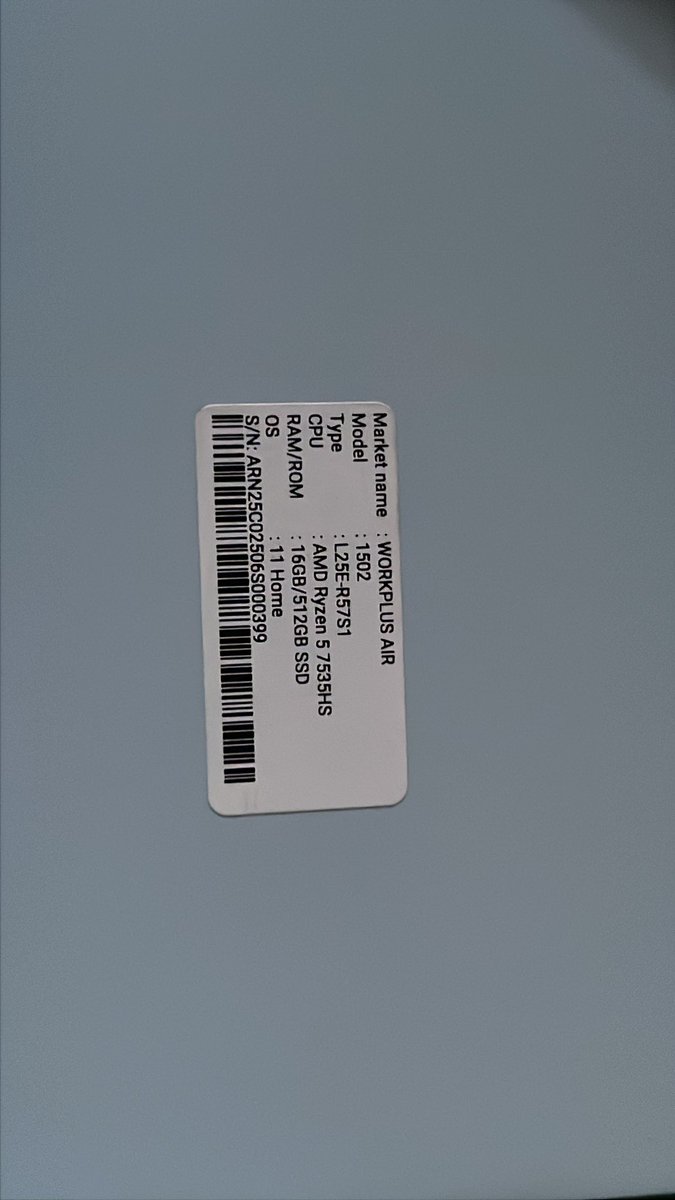 Market name : WORKPLUS AIR
Model : 1502
Type : L25E-R57S1
CPU : AMD Ryzen 5 7535HS
RAM/ROM : 16GB/512GB SSD
OS : 11 Home
S/N: ARN25C02506S000399